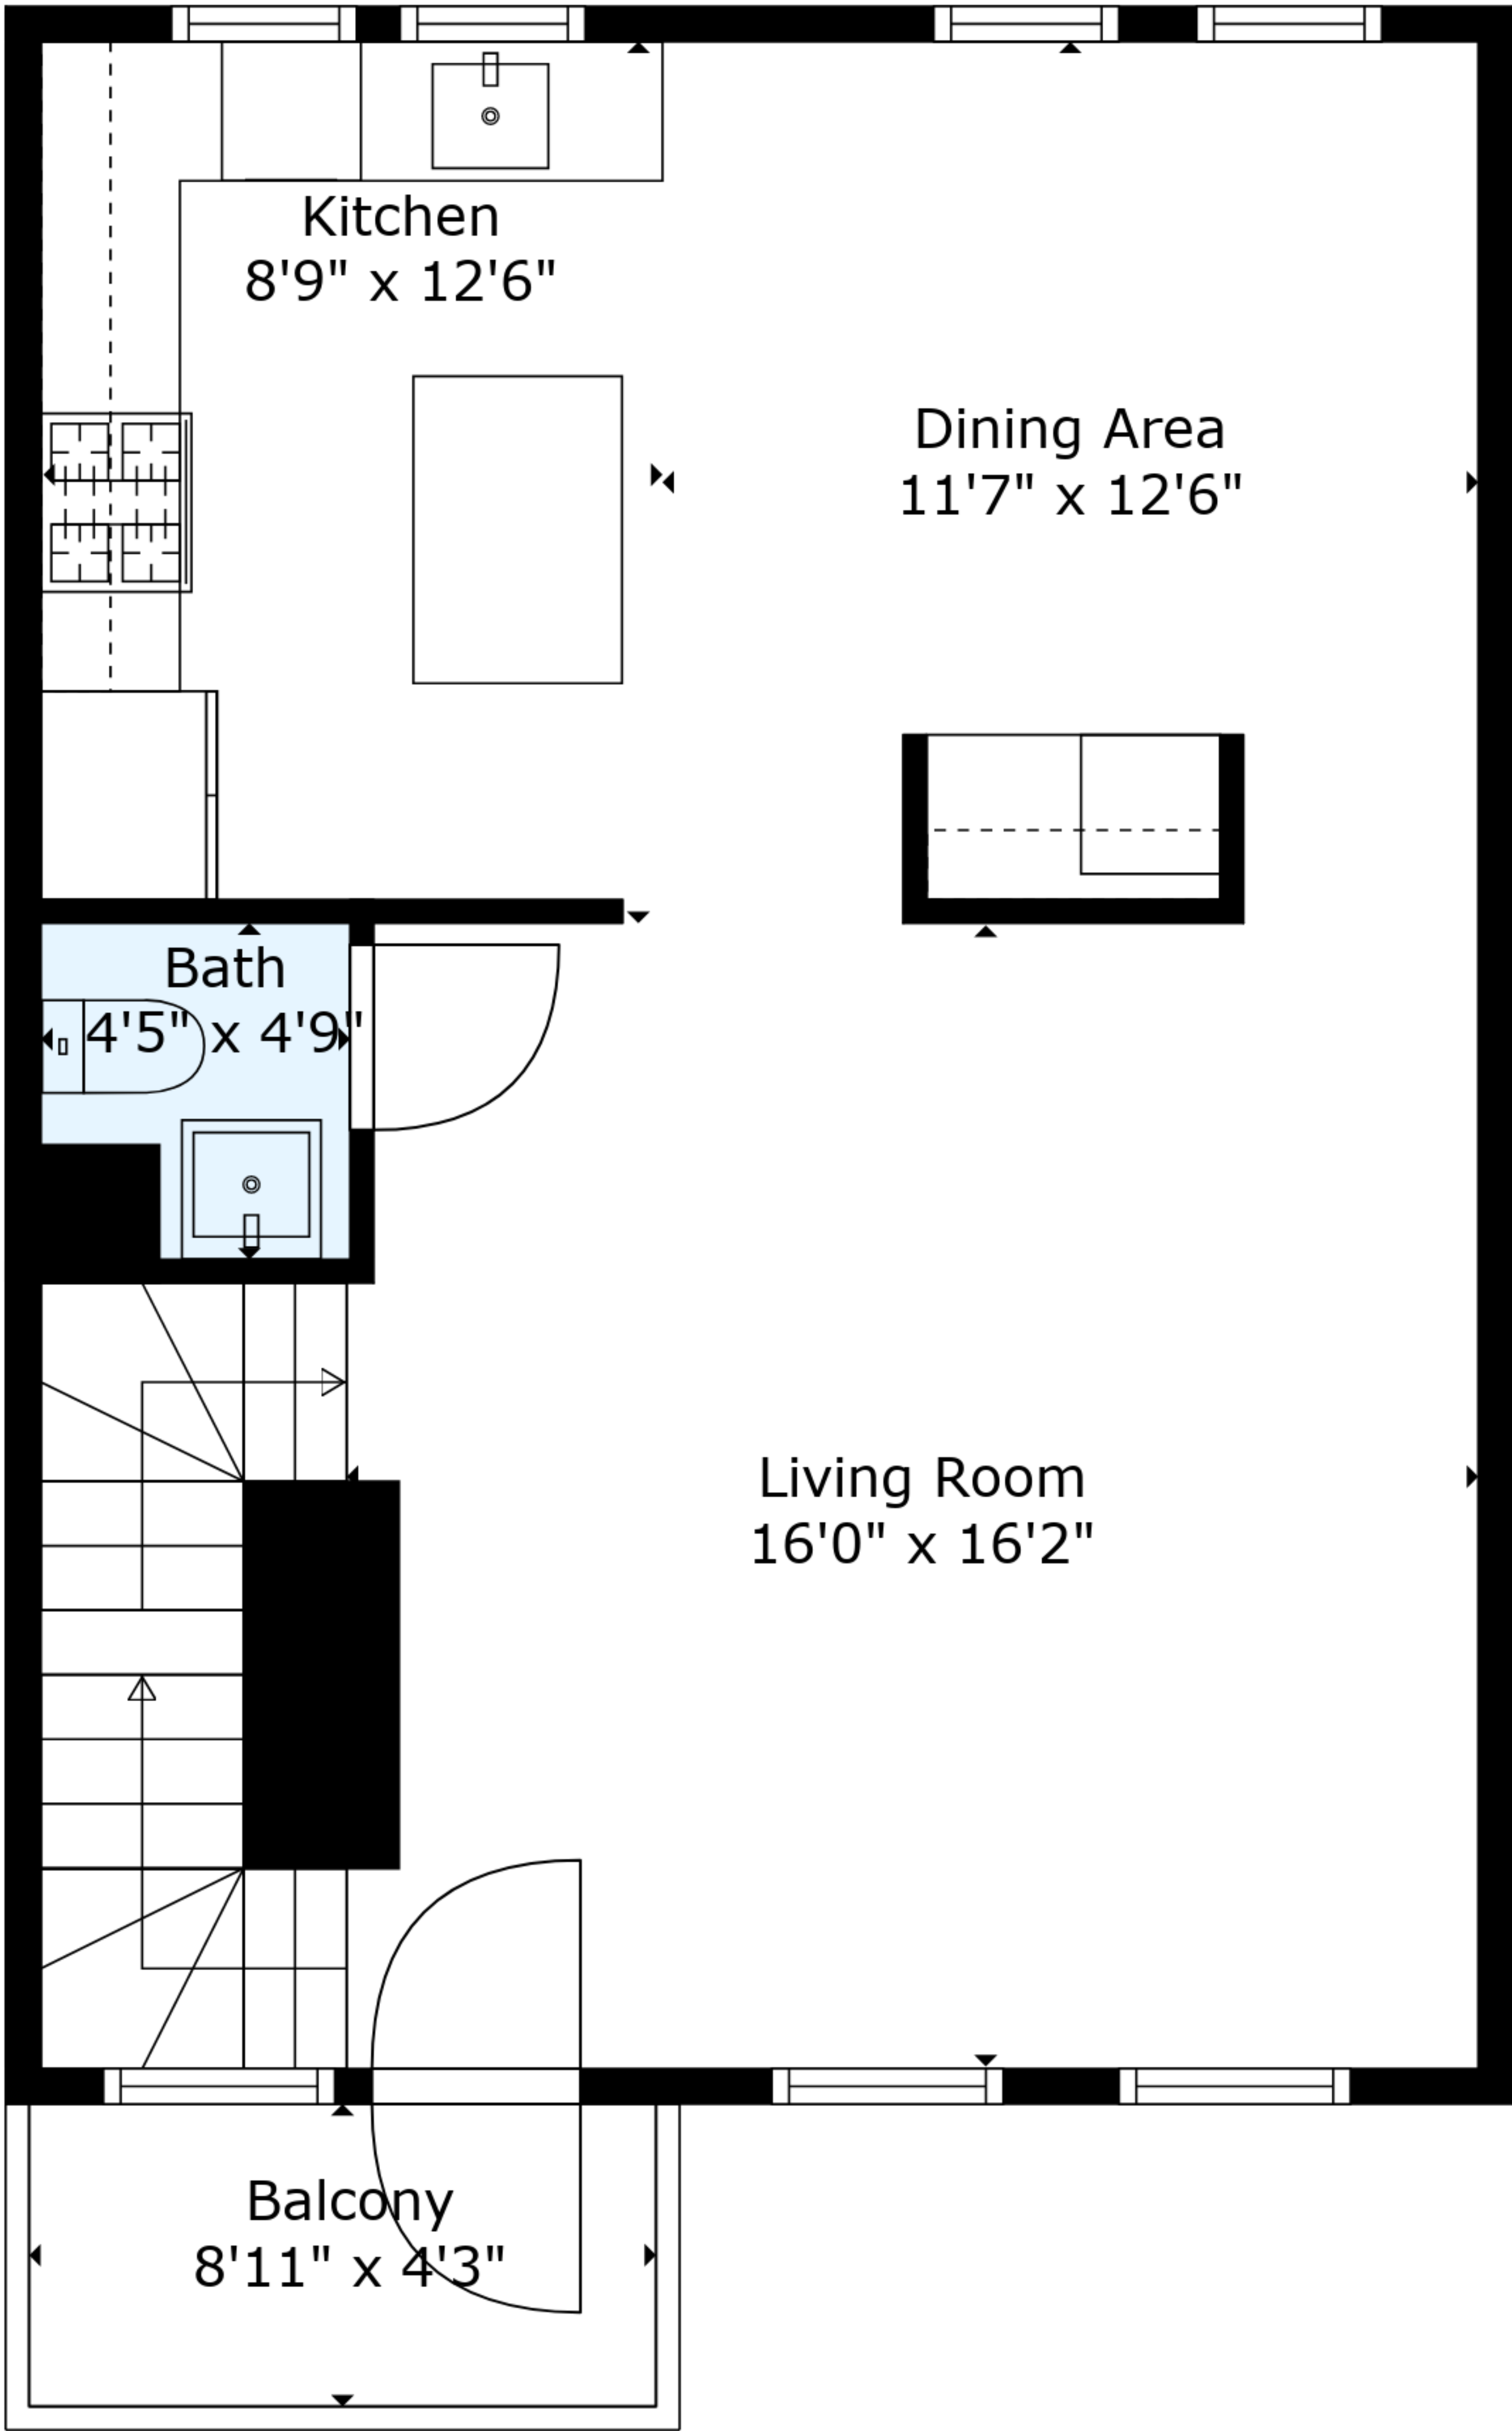 Kitchen
8'9" x 12'6"
Dining Area
11'7" x 12'6"
Bath
4'5" x 4'9"
Living Room
16'0" x 16'2"
Balcony
8'11" x 4'3"